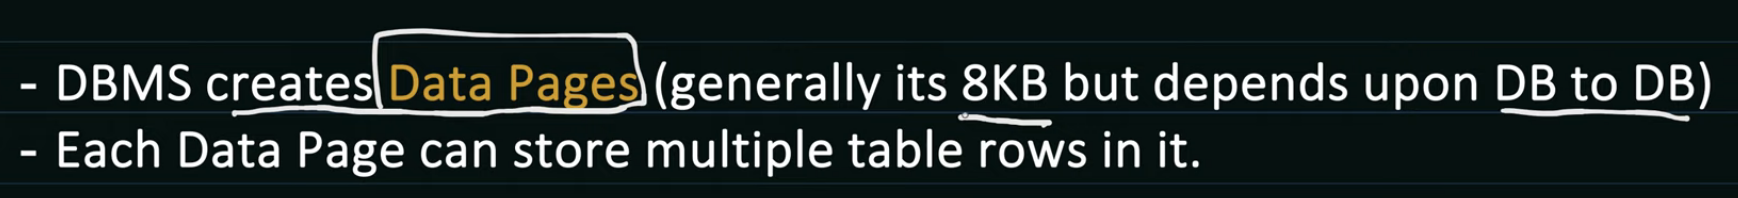 - DBMS creates Data Pages (generally its 8KB but depends upon DB to DB)
- Each Data Page can store multiple table rows in it.